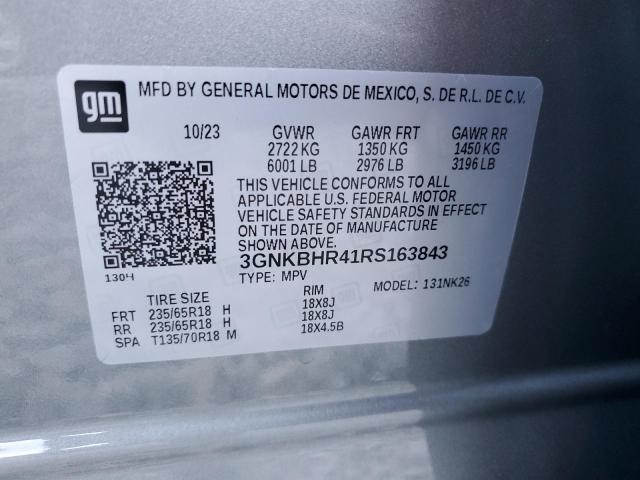 gm
MFD BY GENERAL MOTORS DE MEXICO, S. DE R.L. DE C.V.
10/23 GVWR GAWR FRT GAWR RR
2722 KG 1350 KG 1450 KG
6001 LB 2976 LB 3196 LB
THIS VEHICLE CONFORMS TO ALL
APPLICABLE U.S. FEDERAL MOTOR
VEHICLE SAFETY STANDARDS IN EFFECT
ON THE DATE OF MANUFACTURE
SHOWN ABOVE.
1304
3GNKBHR41RS163843
TYPE: MPV MODEL: 131NK26
TIRE SIZE RIM
FRT 235/65R18 H 18X8J
RR 235/65R18 H 18X8J
SPA T135/70R18 M 18X4.5B